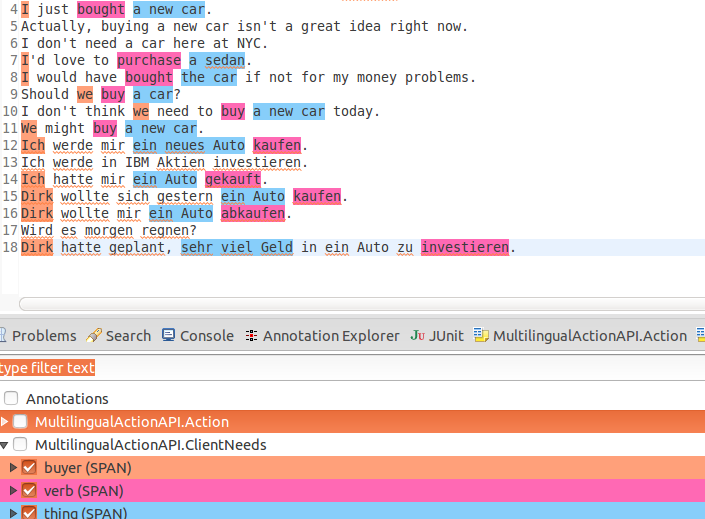 4 I just bought a new car.
5 Actually, buying a new car isn't a great idea right now.
6 I don't need a car here at NYC.
7 I'd love to purchase a sedan.
8 I would have bought the car if not for my money problems.
9 Should we buy a car?
10 I don't think we need to buy a new car today.
11 We might buy a new car.
12 Ich werde mir ein neues Auto kaufen.
13 Ich werde in IBM Aktien investieren.
14 Ich hatte mir ein Auto gekauft.
15 Dirk wollte sich gestern ein Auto kaufen.
16 Dirk wollte mir ein Auto abkaufen.
17 Wird es morgen regnen?
18 Dirk hatte geplant, sehr viel Geld in ein Auto zu investieren.
Problems Search Console Annotation Explorer JUnit MultilingualActionAPI.Action
type filter text
Annotations
MultilingualActionAPI.Action
MultilingualActionAPI.ClientNeeds
buyer (SPAN)
verb (SPAN)
thing (SPAN)